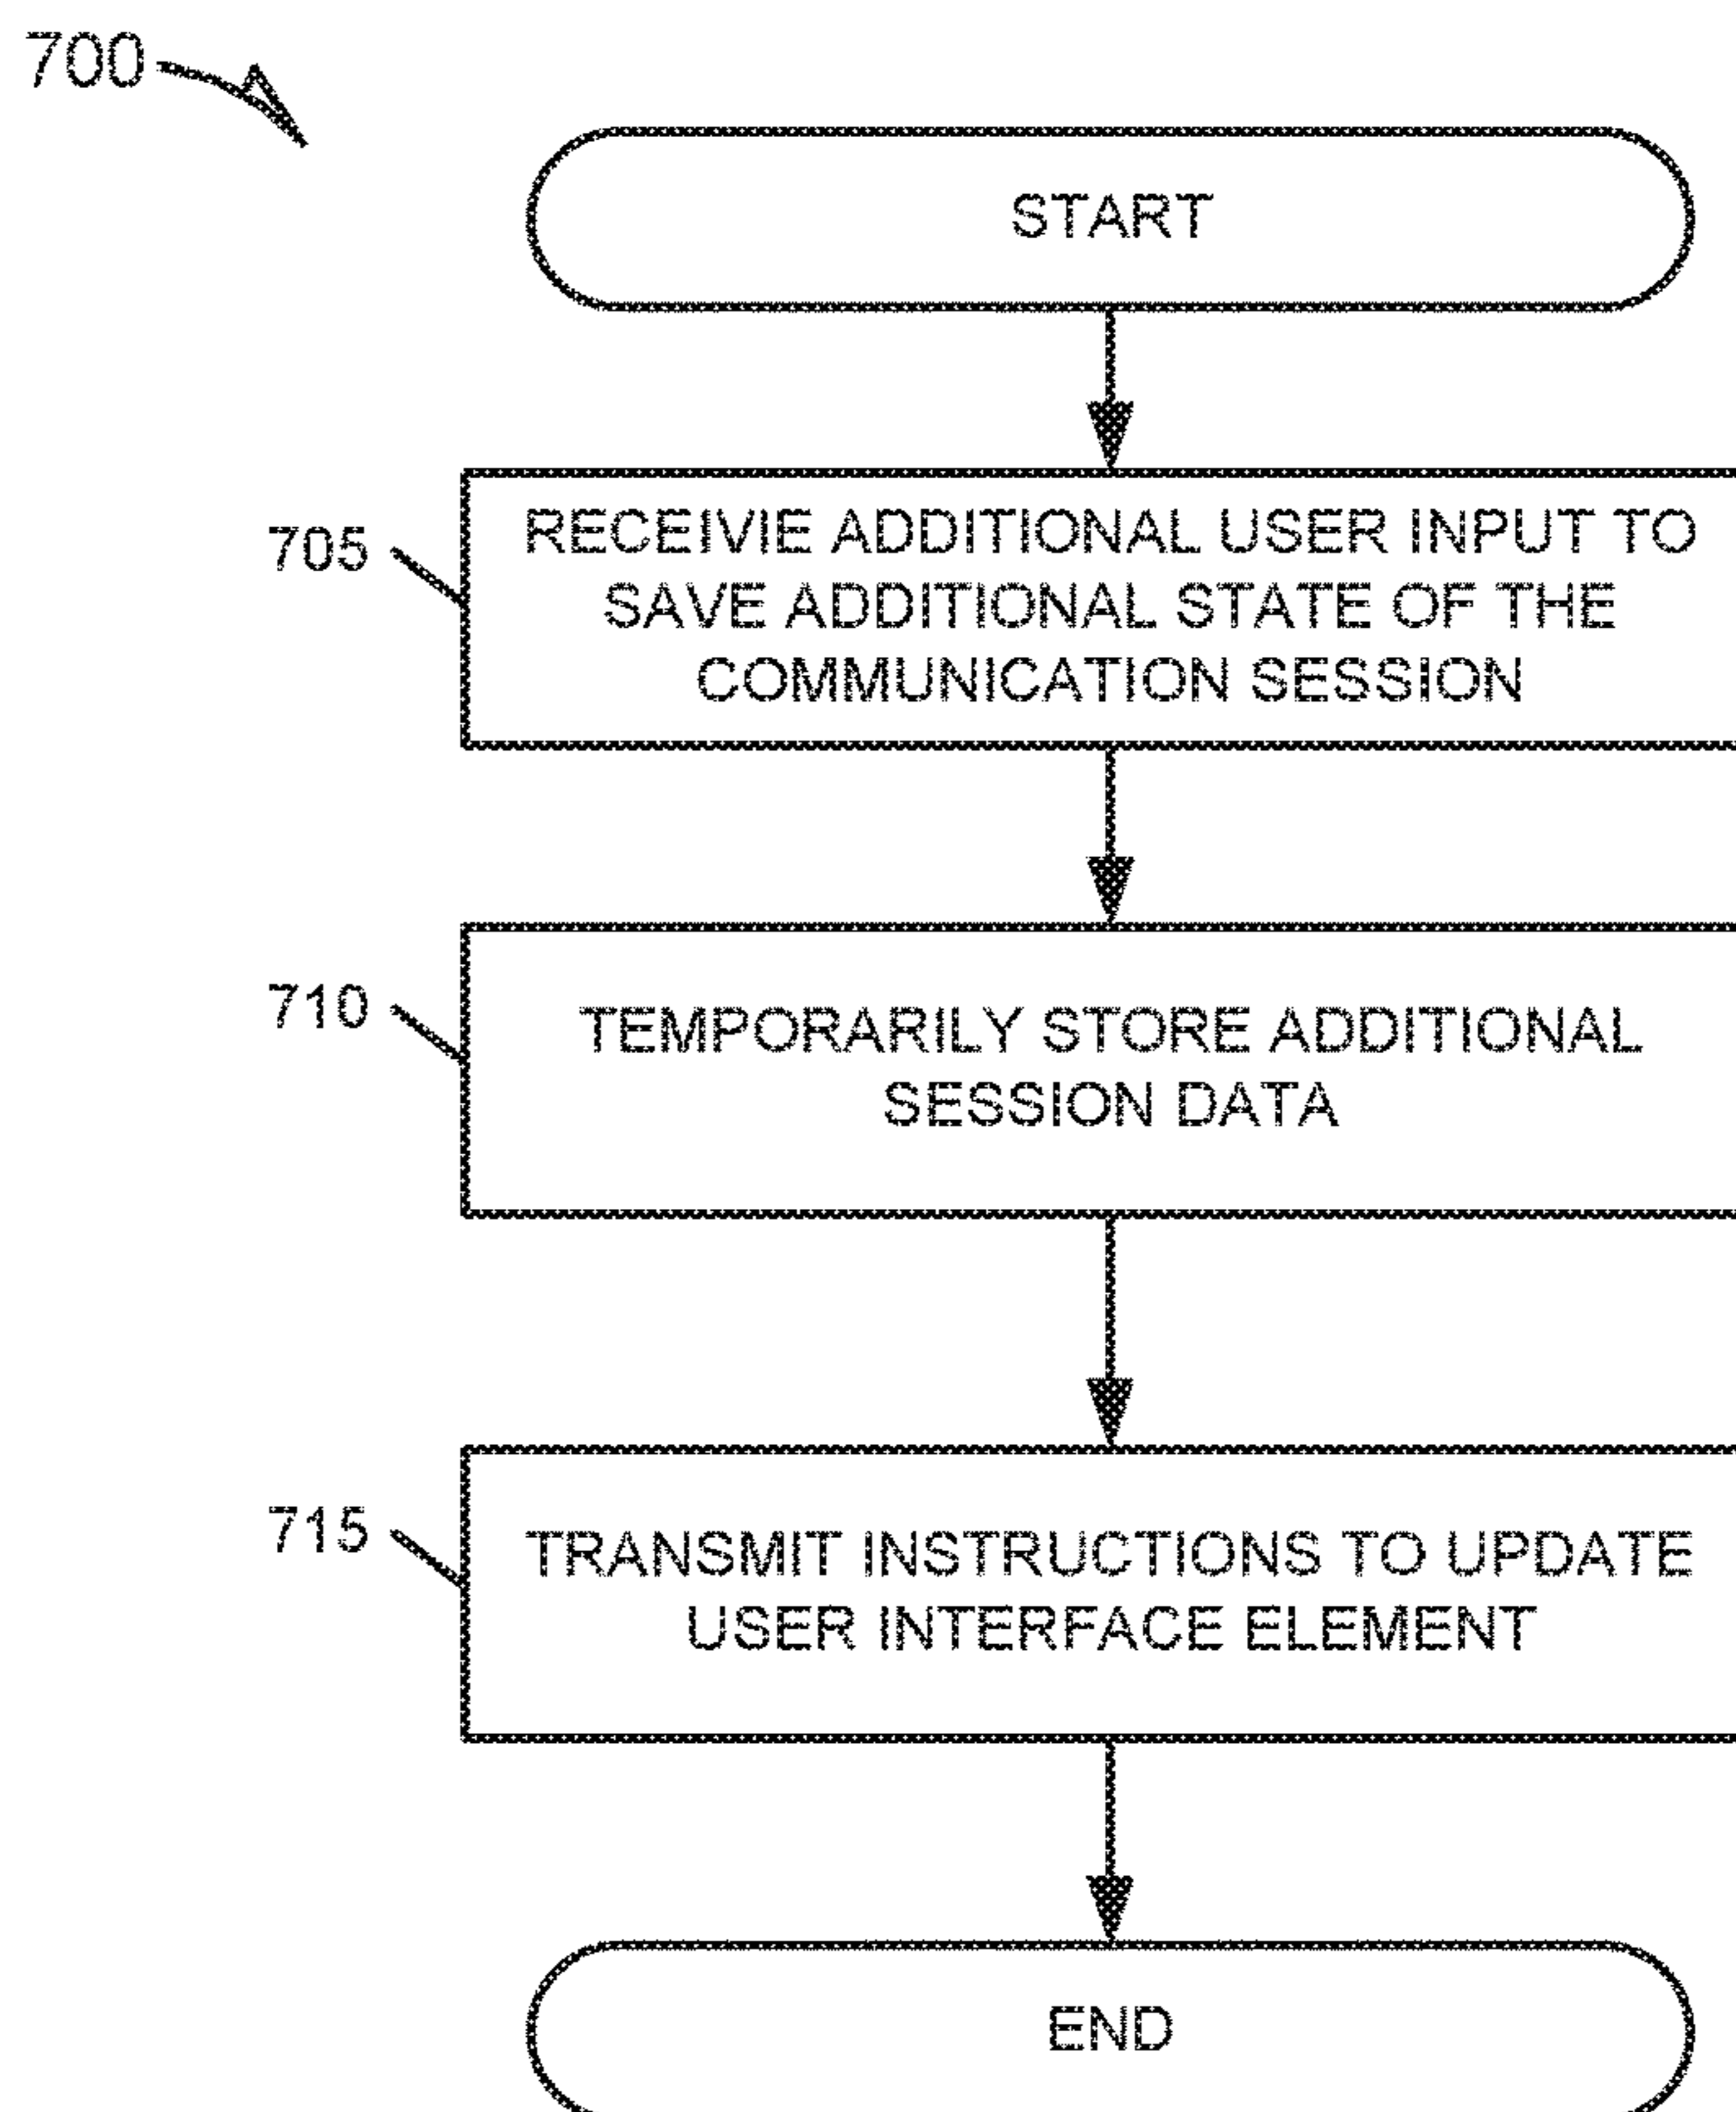 700
START
705
RECEIVIE ADDITIONAL USER INPUT TO
SAVE ADDITIONAL STATE OF THE
COMMUNICATION SESSION
710
TEMPORARILY STORE ADDITIONAL
SESSION DATA
715
TRANSMIT INSTRUCTIONS TO UPDATE
USER INTERFACE ELEMENT
END